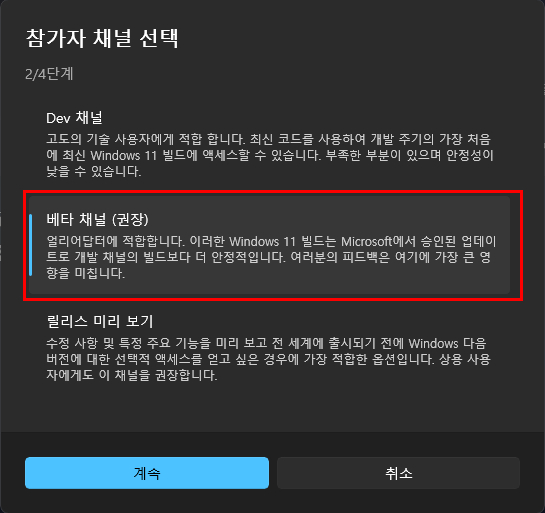 참가자 채널 선택
2/4단계
Dev 채널
고도의 기술 사용자에게 적합 합니다. 최신 코드를 사용하여 개발 주기의 가장 처음
에 최신 Windows 11 빌드에 액세스할 수 있습니다. 부족한 부분이 있으며 안정성이
낮을 수 있습니다.
베타 채널 (권장)
얼리어답터에 적합합니다. 이러한 Windows 11 빌드는 Microsoft에서 승인된 업데이
트로 개발 채널의 빌드보다 더 안정적입니다. 여러분의 피드백은 여기에 가장 큰 영
향을 미칩니다.
릴리스 미리 보기
수정 사항 및 특정 주요 기능을 미리 보고 전 세계에 출시되기 전에 Windows 다음
버전에 대한 선택적 액세스를 얻고 싶은 경우에 가장 적합한 옵션입니다. 상용 사용
자에게도 이 채널을 권장합니다.
계속
취소